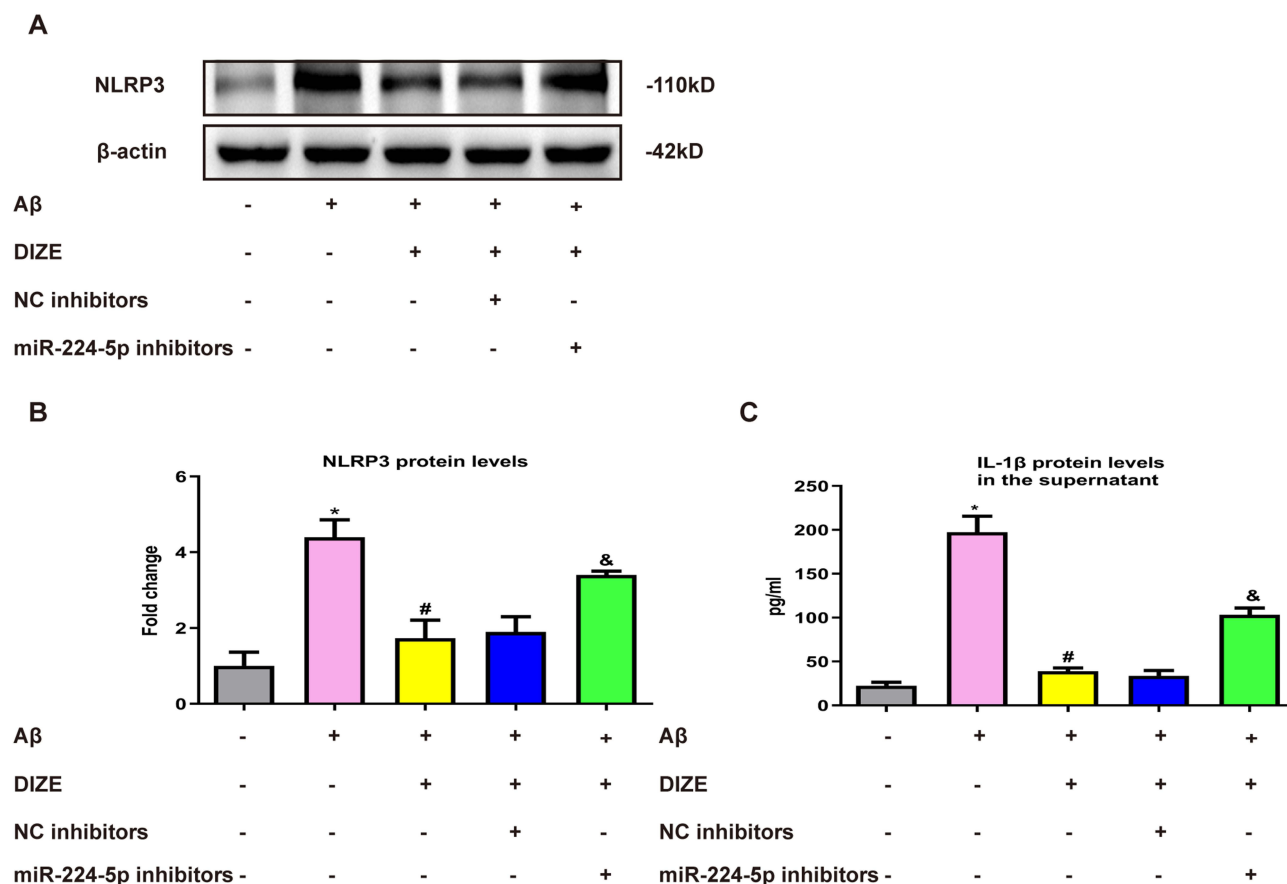 A
NLRP3 -110kD
β-actin -42kD
Aβ - + + + +
DIZE - - + + +
NC inhibitors - - - + -
miR-224-5p inhibitors - - - - +
B
NLRP3 protein levels
Fold change
6
4
2
0
*
#
&
Aβ - + + + +
DIZE - - + + +
NC inhibitors - - - + -
miR-224-5p inhibitors - - - - +
C
IL-1β protein levels
in the supernatant
pg/ml
250
200
150
100
50
0
*
#
&
Aβ - + + + +
DIZE - - + + +
NC inhibitors - - - + -
miR-224-5p inhibitors - - - - +